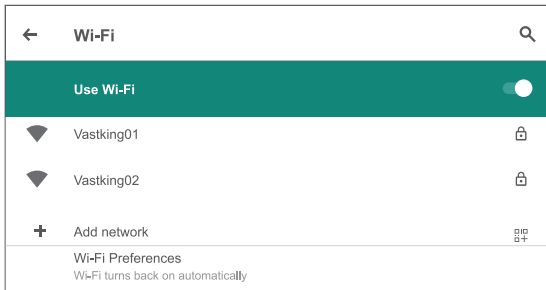 Wi-Fi
Use Wi-Fi
Vastking01
Vastking02
Add network
Wi-Fi Preferences
Wi-Fi turns back on automatically